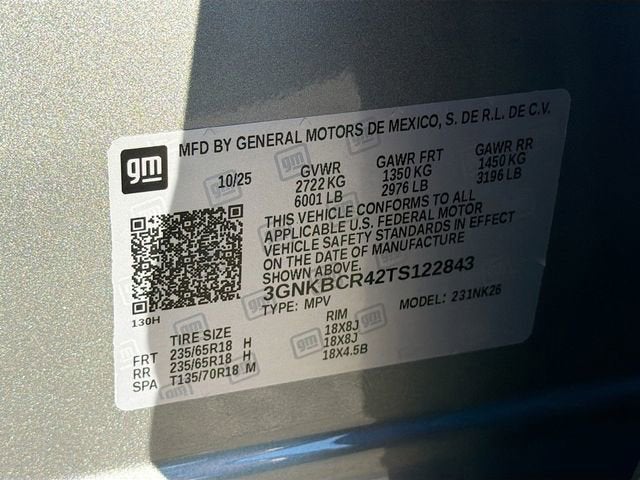 gm
MFD BY GENERAL MOTORS DE MEXICO, S. DE R.L. DE C.V.
10/25 GVWR GAWR FRT GAWR RR
2722 KG 1350 KG 1450 KG
6001 LB 2976 LB 3196 LB
THIS VEHICLE CONFORMS TO ALL
APPLICABLE U.S. FEDERAL MOTOR
VEHICLE SAFETY STANDARDS IN EFFECT
ON THE DATE OF MANUFACTURE
SHOWN ABOVE.
3GNKBCR42TS122843
TYPE: MPV MODEL: 231NK26
130H
TIRE SIZE RIM
FRT 235/65R18 H 18X8J
RR 235/65R18 H 18X8J
SPA T135/70R18 M 18X4.5B